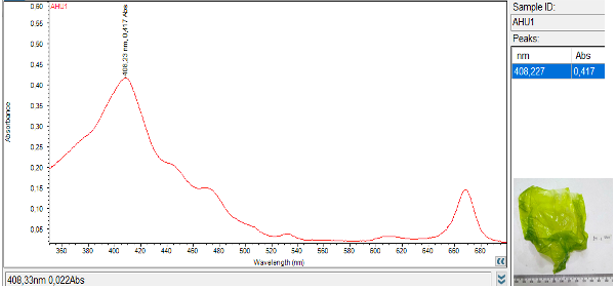 AHU1
408,23 nm, 0,417 Abs
0.60
0.55
0.50
0.45
0.40
0.35
0.30
0.25
0.20
0.15
0.10
0.05
Absorbance
360 380 400 420 440 460 480 500 520 540 560 580 600 620 640 660 680
Wavelength (nm)
408,33nm 0,022Abs
Sample ID:
AHU1
Peaks:
nm Abs
408,227 0,417